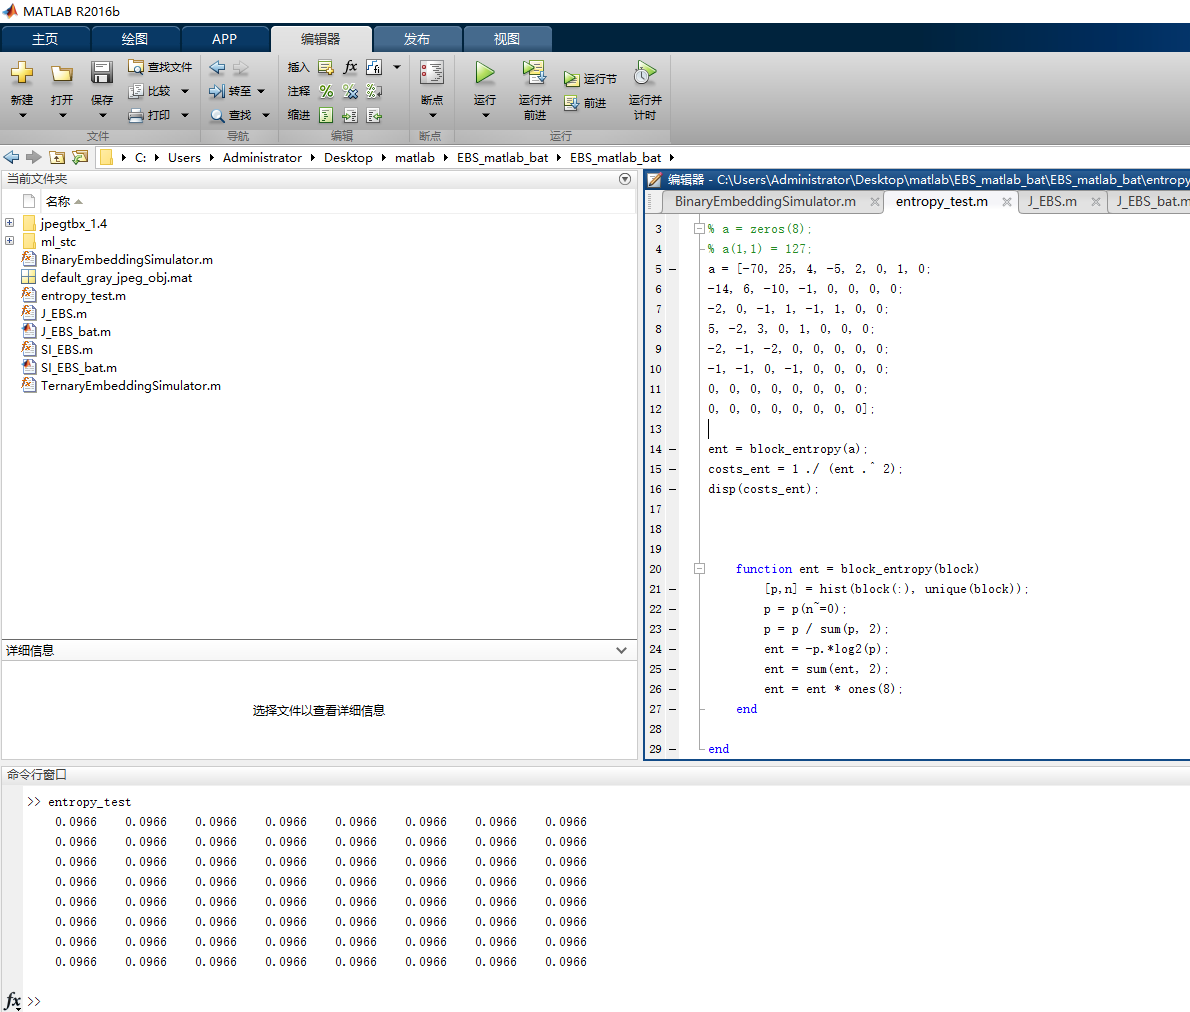 MATLAB R2016b
主页 绘图 APP 编辑器 发布 视图
新建 打开 保存 查找文件 比较 打印 转至 查找 插入 fx 注释 缩进 断点 运行 运行并前进 运行节 前进 运行并计时
文件 导航 编辑 断点 运行
C: Users Administrator Desktop matlab EBS_matlab_bat EBS_matlab_bat
当前文件夹
名称
jpegtbx_1.4
ml_stc
BinaryEmbeddingSimulator.m
default_gray_jpeg_obj.mat
entropy_test.m
J_EBS.m
J_EBS_bat.m
SI_EBS.m
SI_EBS_bat.m
TernaryEmbeddingSimulator.m
详细信息
选择文件以查看详细信息
编辑器 - C:\Users\Administrator\Desktop\matlab\EBS_matlab_bat\EBS_matlab_bat\entropy
BinaryEmbeddingSimulator.m entropy_test.m J_EBS.m J_EBS_bat.m
3 % a = zeros(8);
4 % a(1,1) = 127;
5 – a = [-70, 25, 4, -5, 2, 0, 1, 0;
6 -14, 6, -10, -1, 0, 0, 0, 0;
7 -2, 0, -1, 1, -1, 1, 0, 0;
8 5, -2, 3, 0, 1, 0, 0, 0;
9 -2, -1, -2, 0, 0, 0, 0, 0;
10 -1, -1, 0, -1, 0, 0, 0, 0;
11 0, 0, 0, 0, 0, 0, 0, 0;
12 0, 0, 0, 0, 0, 0, 0, 0];
13
14 – ent = block_entropy(a);
15 – costs_ent = 1 ./ (ent .^ 2);
16 – disp(costs_ent);
17
18
19
20 function ent = block_entropy(block)
21 – [p,n] = hist(block(:), unique(block));
22 – p = p(n~=0);
23 – p = p / sum(p, 2);
24 – ent = -p.*log2(p);
25 – ent = sum(ent, 2);
26 – ent = ent * ones(8);
27 – end
28
29 – end
命令行窗口
>> entropy_test
0.0966 0.0966 0.0966 0.0966 0.0966 0.0966 0.0966 0.0966
0.0966 0.0966 0.0966 0.0966 0.0966 0.0966 0.0966 0.0966
0.0966 0.0966 0.0966 0.0966 0.0966 0.0966 0.0966 0.0966
0.0966 0.0966 0.0966 0.0966 0.0966 0.0966 0.0966 0.0966
0.0966 0.0966 0.0966 0.0966 0.0966 0.0966 0.0966 0.0966
0.0966 0.0966 0.0966 0.0966 0.0966 0.0966 0.0966 0.0966
0.0966 0.0966 0.0966 0.0966 0.0966 0.0966 0.0966 0.0966
0.0966 0.0966 0.0966 0.0966 0.0966 0.0966 0.0966 0.0966
fx >>